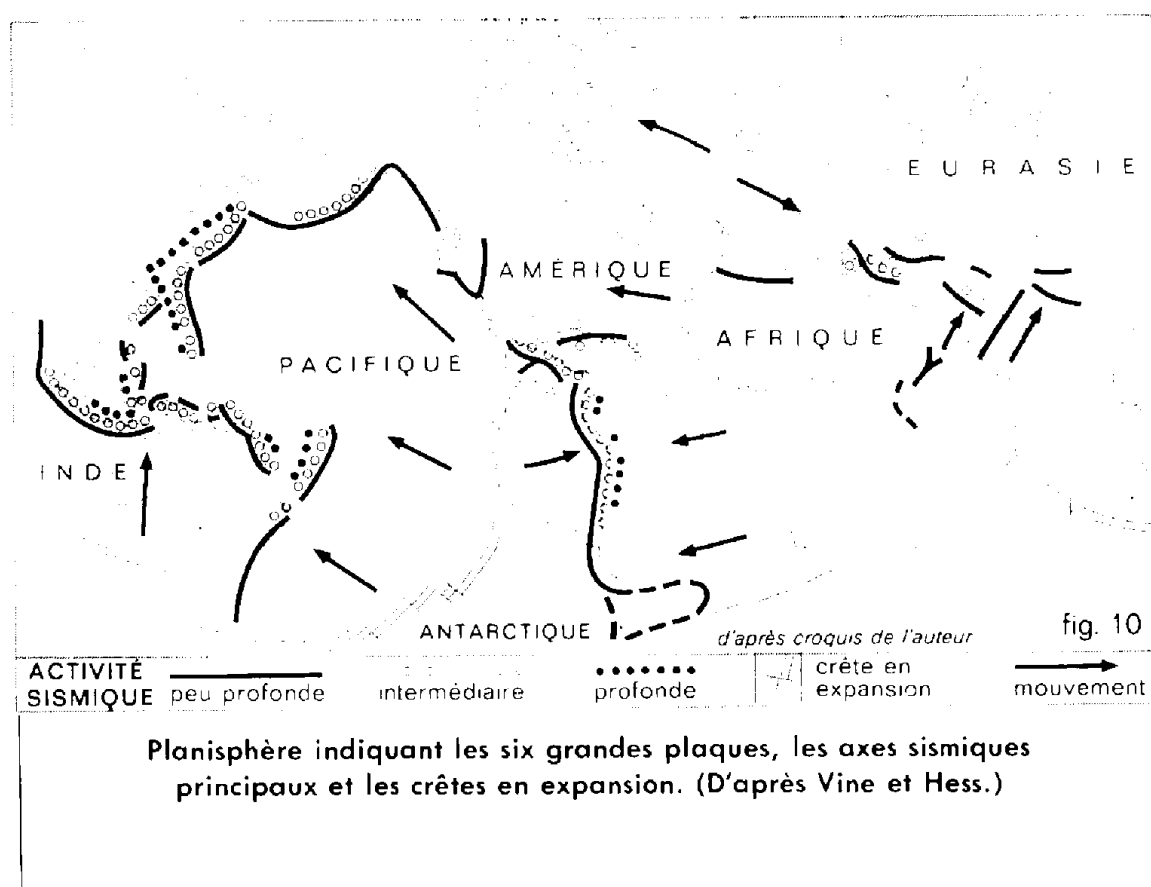 EURASIE
AMÉRIQUE
AFRIQUE
PACIFIQUE
INDE
ANTARCTIQUE
d'après croquis de l'auteur
fig. 10
ACTIVITÉ
SISMIQUE
peu profonde
intermédiaire
profonde
crête en
expansion
mouvement
Planisphère indiquant les six grandes plaques, les axes sismiques
principaux et les crêtes en expansion. (D'après Vine et Hess.)